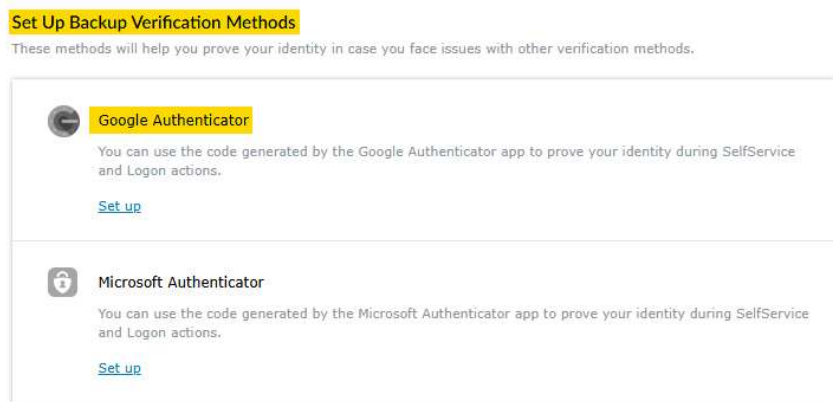 Set Up Backup Verification Methods
These methods will help you prove your identity in case you face issues with other verification methods.
Google Authenticator
You can use the code generated by the Google Authenticator app to prove your identity during SelfService
and Logon actions.
Set up
Microsoft Authenticator
You can use the code generated by the Microsoft Authenticator app to prove your identity during SelfService
and Logon actions.
Set up